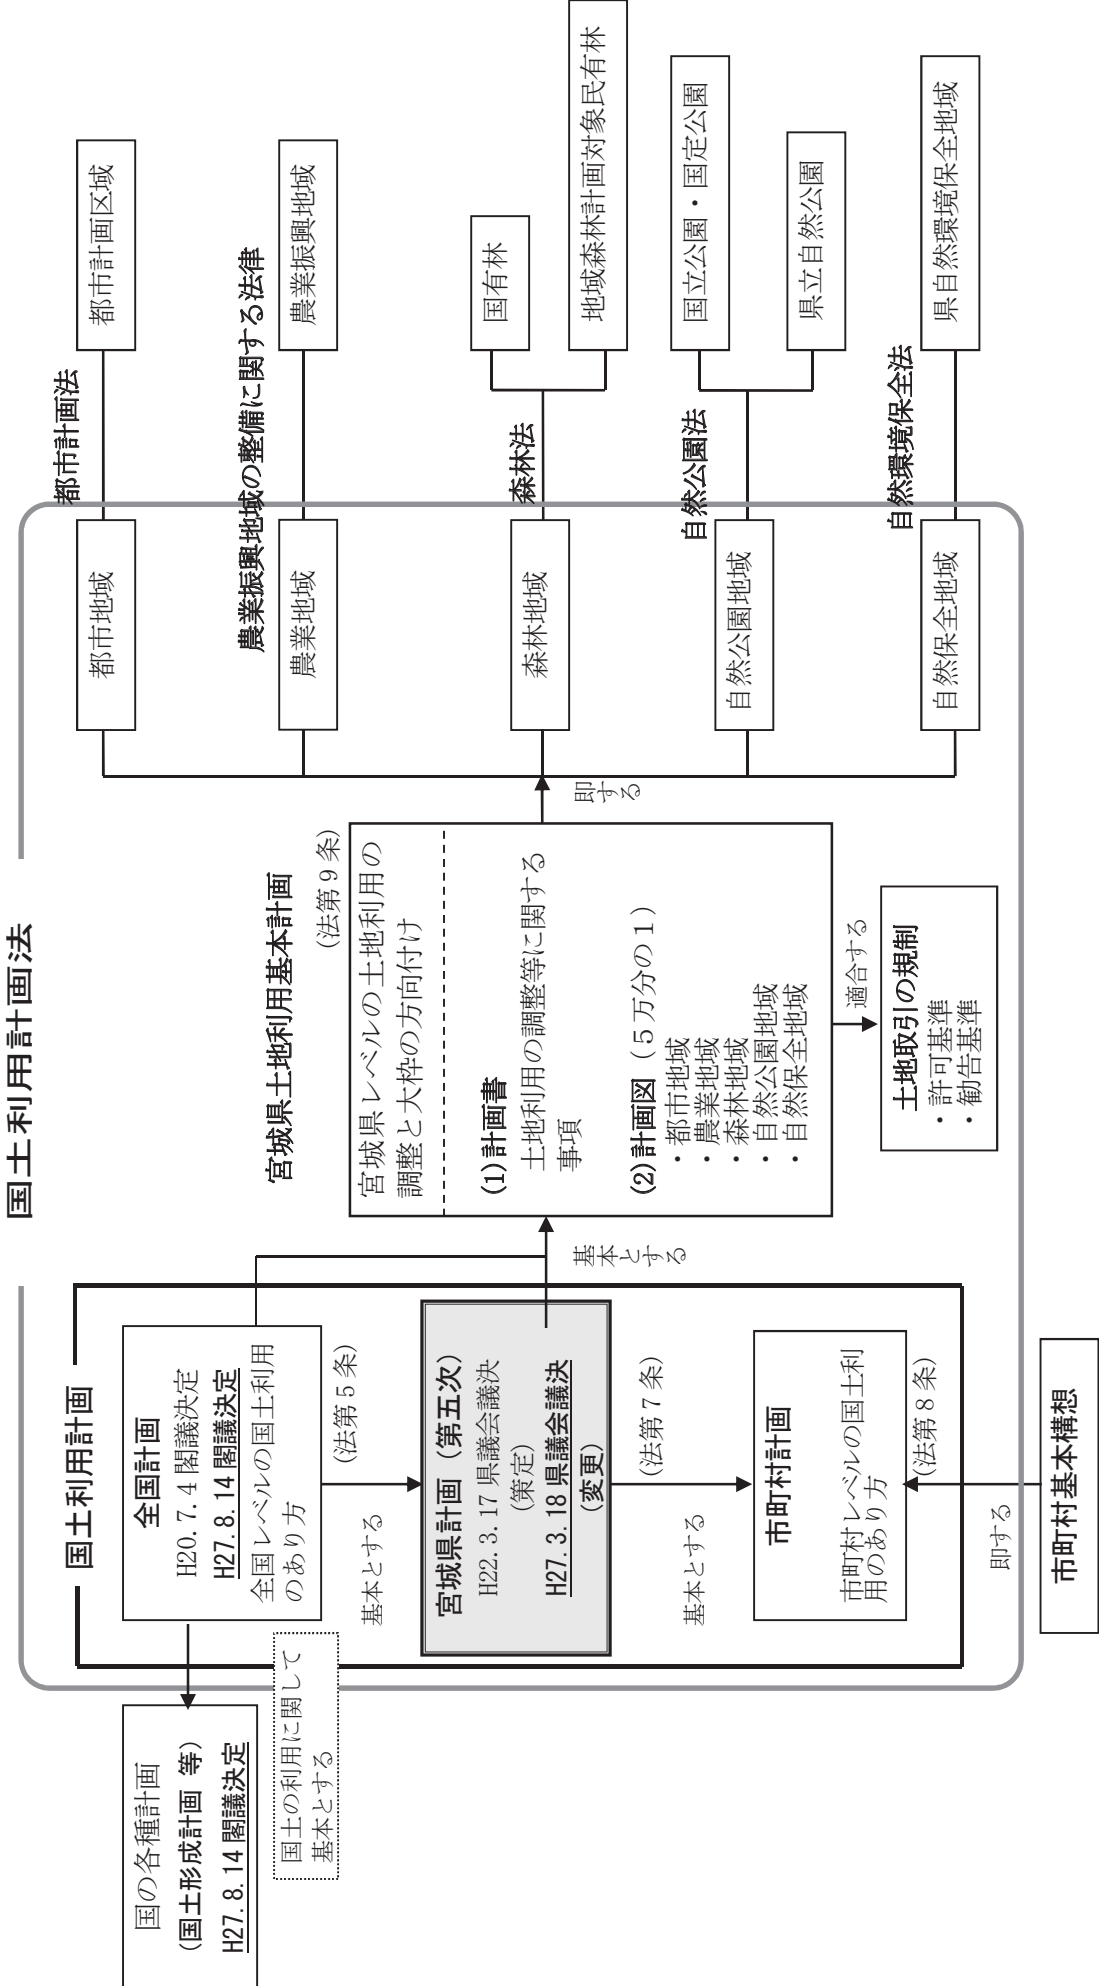 国土利用計画法
国の各種計画
(国土形成計画 等)
H27.8.14 閣議決定
国土の利用に関して
基本とする
国土利用計画
全国計画
H20.7.4 閣議決定
H27.8.14 閣議決定
全国レベルの国土利用
のあり方
基本とする
(法第5条)
宮城県計画(第五次)
H22.3.17 県議会議決
(策定)
H27.3.18 県議会議決
(変更)
基本とする
(法第7条)
市町村計画
市町村レベルの国土利
用のあり方
(法第8条)
即する
市町村基本構想
基本とする
宮城県土地利用基本計画
(法第9条)
宮城県レベルの土地利用の
調整と大枠の方向付け
(1)計画書
土地利用の調整等に関する
事項
(2)計画図(5万分の1)
・都市地域
・農業地域
・森林地域
・自然公園地域
・自然保全地域
適合する
土地取引の規制
・許可基準
・勧告基準
即する
都市地域
都市計画法
都市計画区域
農業地域
農業振興地域の整備に関する法律
農業振興地域
森林地域
森林法
国有林
地域森林計画対象民有林
自然公園地域
自然公園法
国立公園・国定公園
県立自然公園
自然保全地域
自然環境保全法
県自然環境保全地域